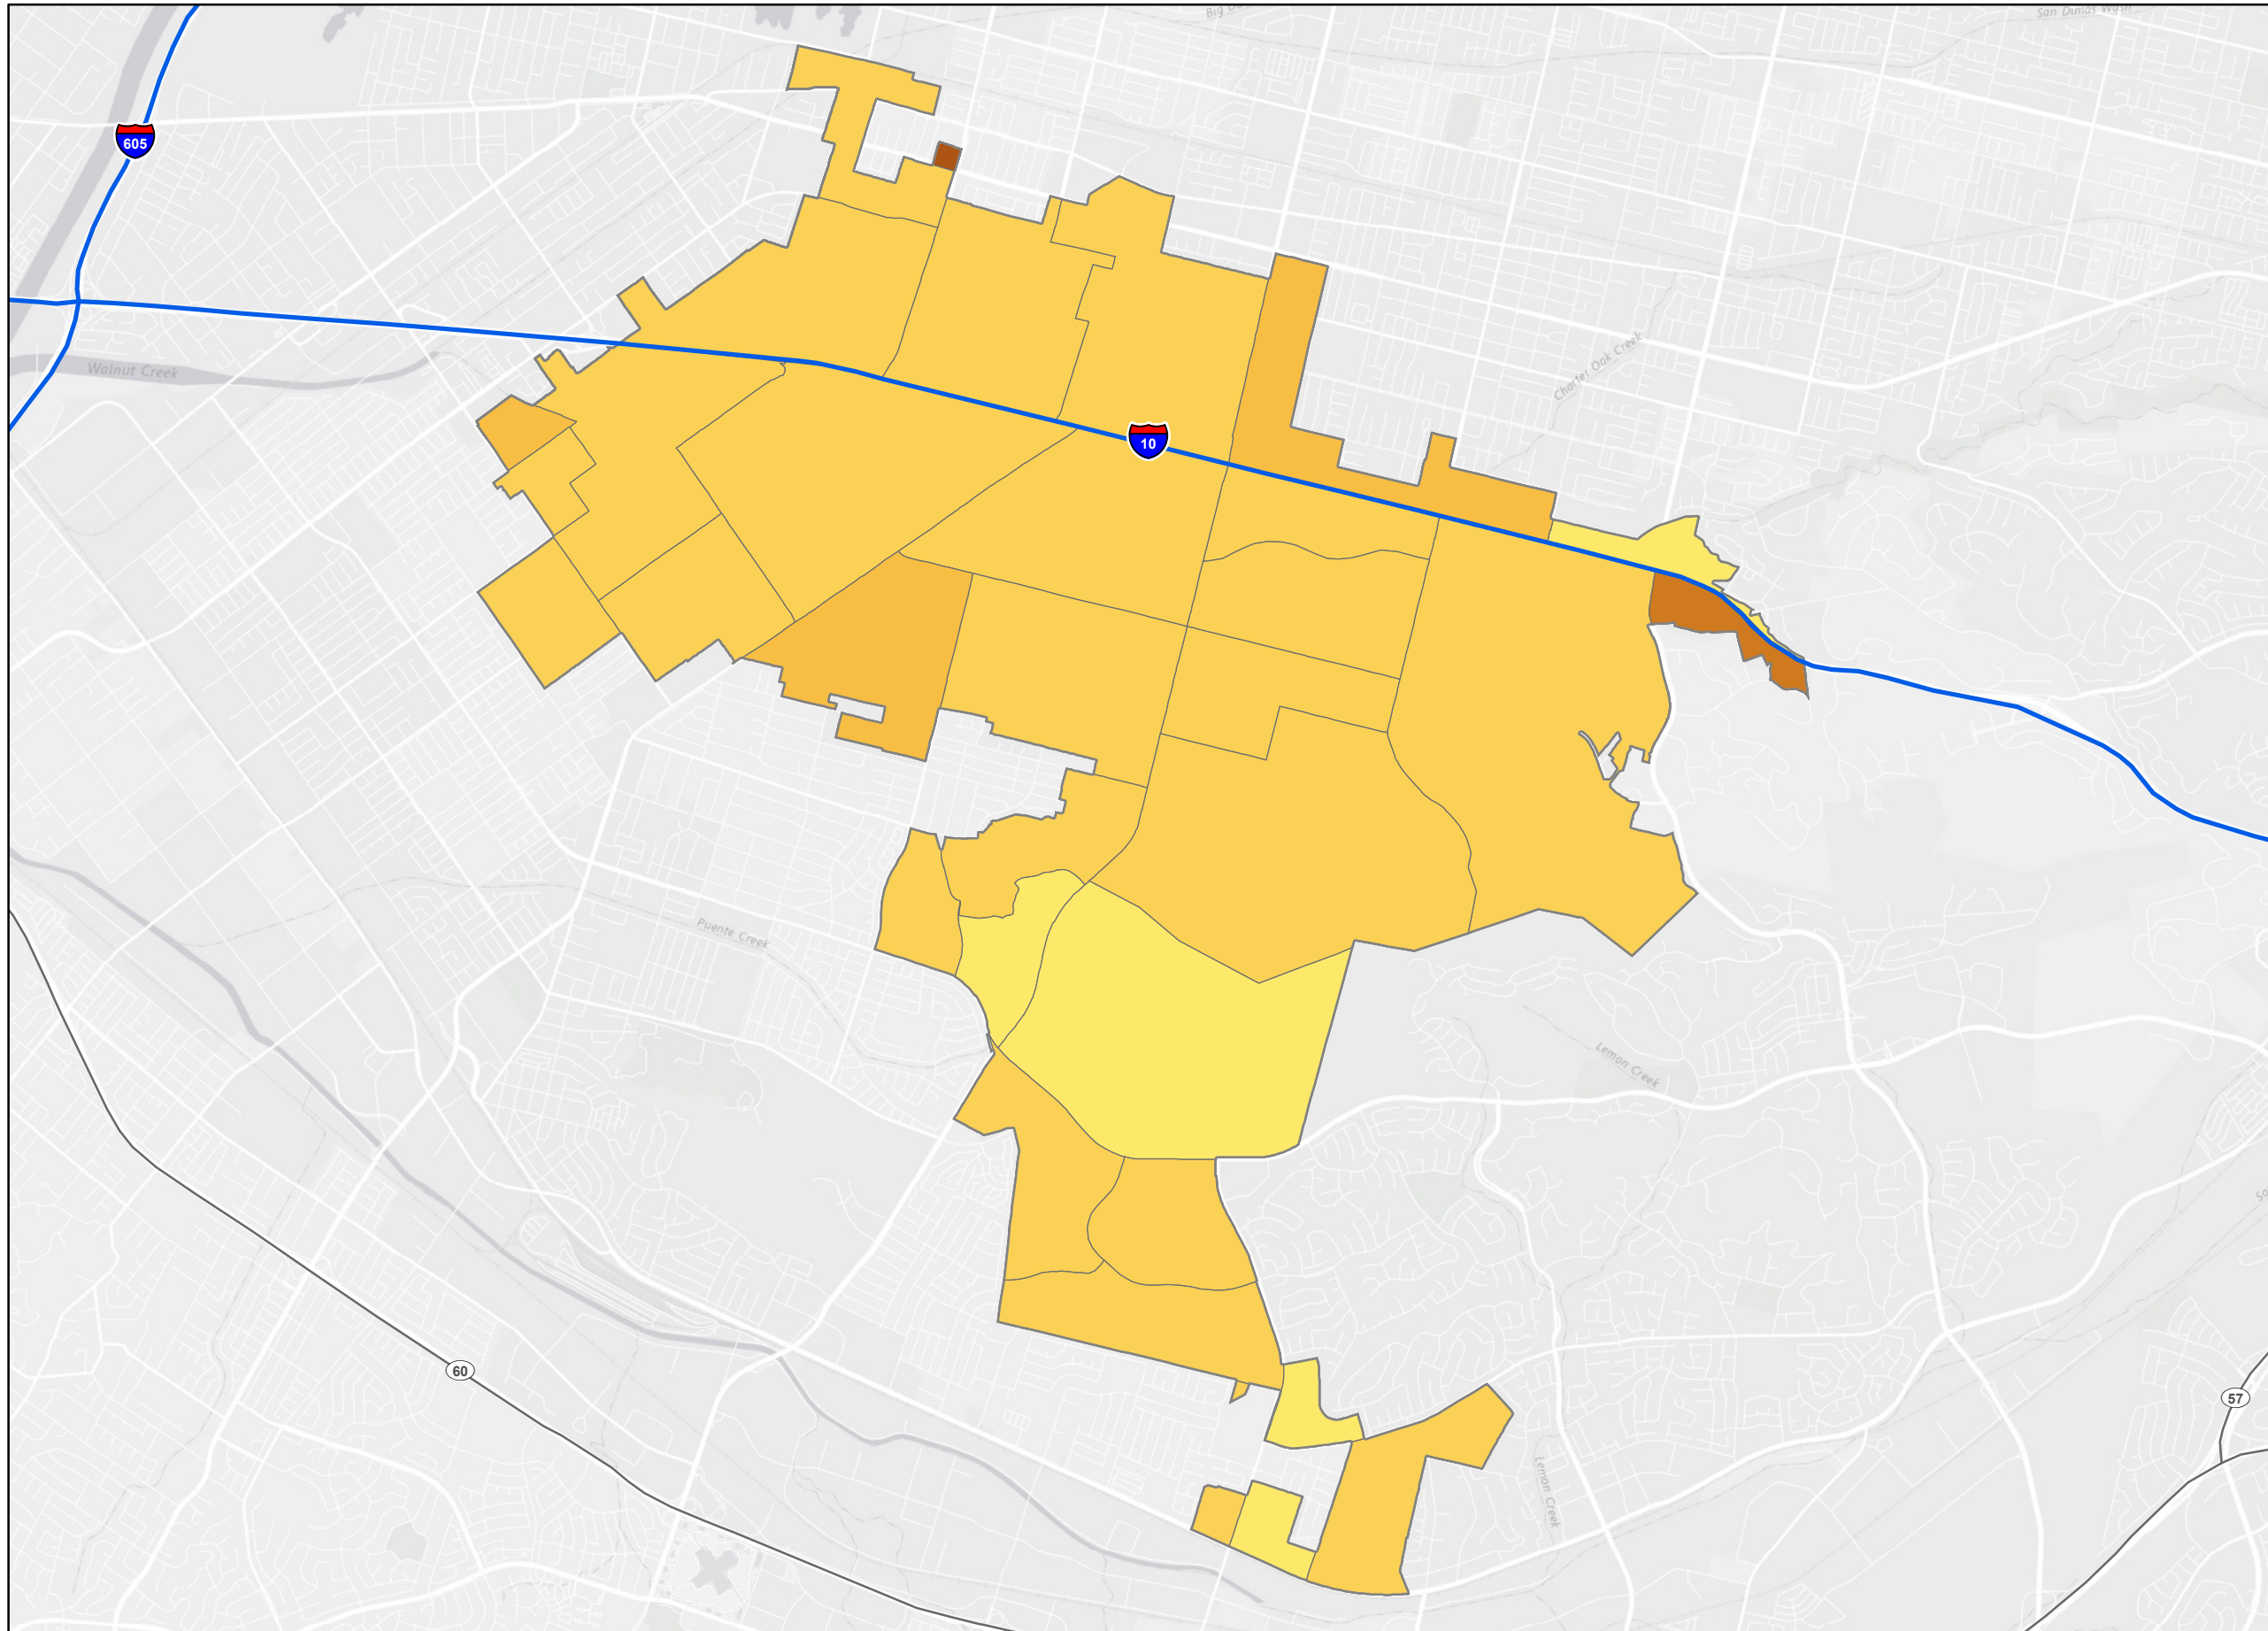 San Dimas Wash
605
Walnut Creek
Charter Oak Creek
10
Puente Creek
Lemon Creek
60
57
Lemon Creek